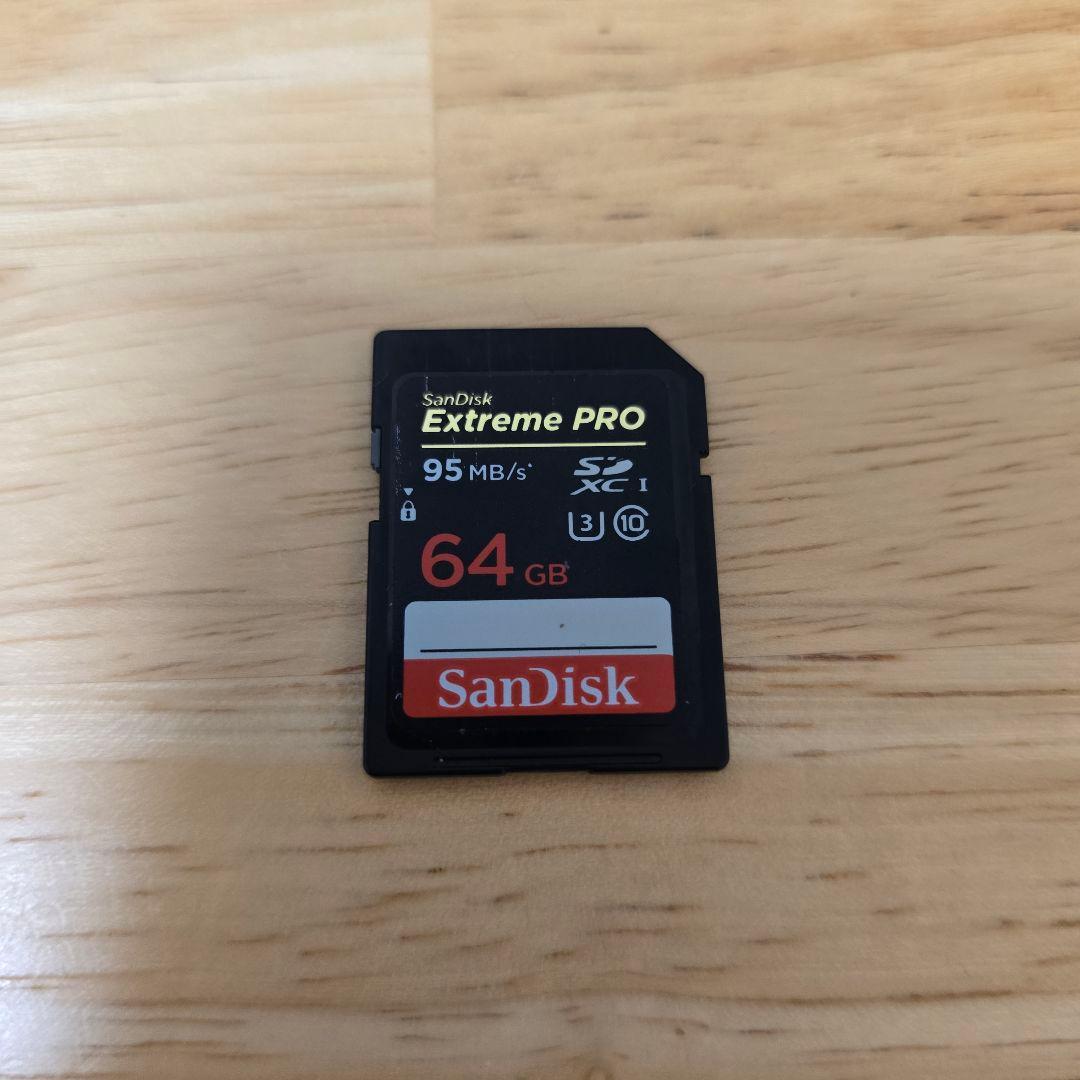 SanDisk
Extreme PRO
95 MB/s*
SD XC I
3 10
64 GB
SanDisk